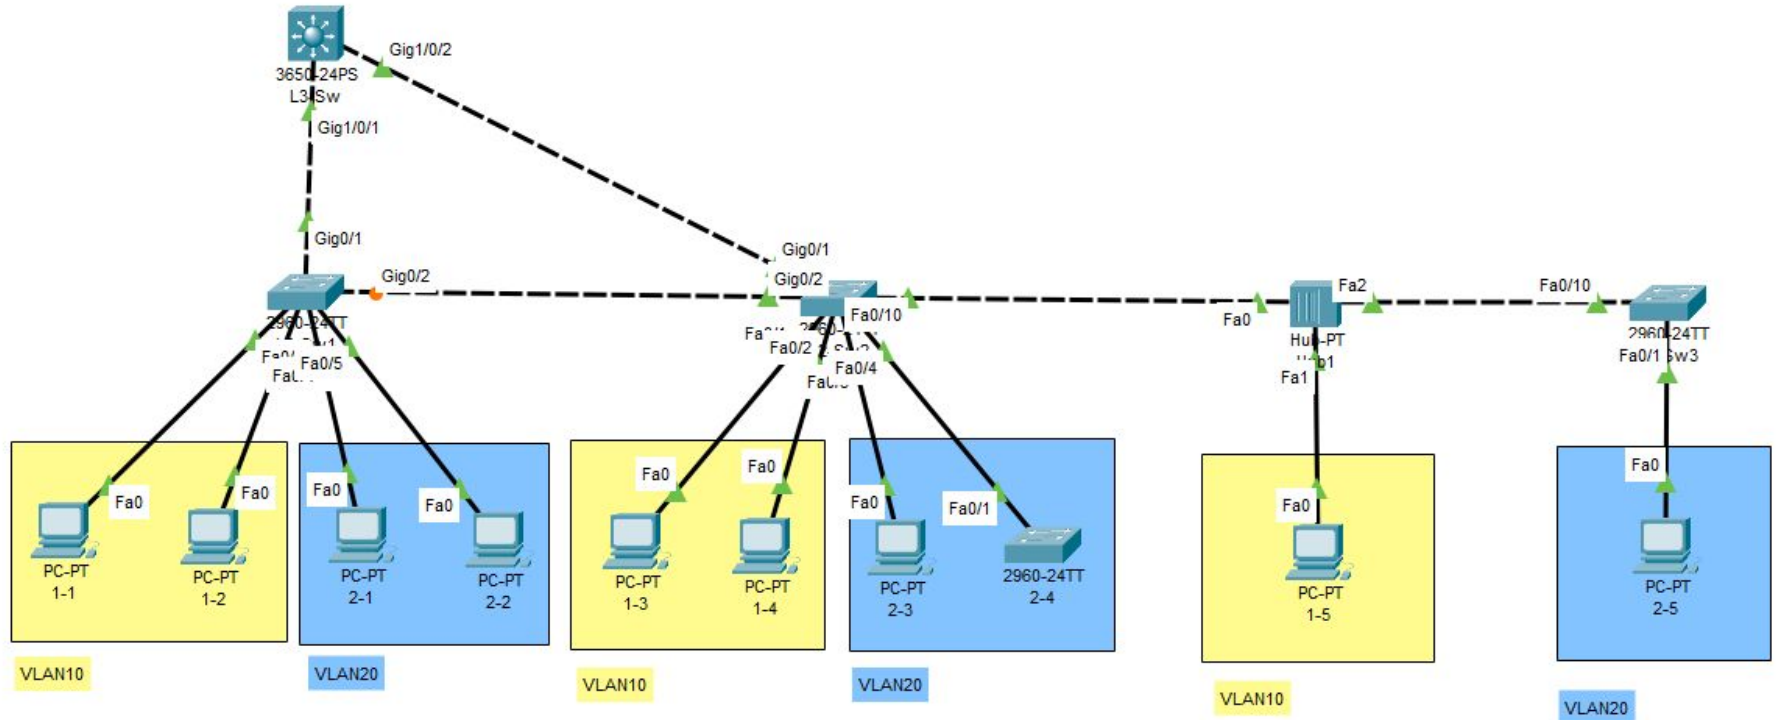 Gig1/0/2
3650-24PS
L3-Sw
Gig1/0/1
Gig0/1
Gig0/2
Gig0/1
Gig0/2
Fa0/10
Fa0/2
Fa0/4
Fa0/5
2960-24TT
Fa0
Fa2
Hub-PT
Fa1
Fa0/10
2960-24TT
Fa0/1
Sw3
Fa0
Fa0
Fa0
Fa0
Fa0
Fa0
Fa0
Fa0/1
Fa0
Fa0
PC-PT
1-1
PC-PT
1-2
PC-PT
2-1
PC-PT
2-2
PC-PT
1-3
PC-PT
1-4
PC-PT
2-3
2960-24TT
2-4
PC-PT
1-5
PC-PT
2-5
VLAN10
VLAN20
VLAN10
VLAN20
VLAN10
VLAN20